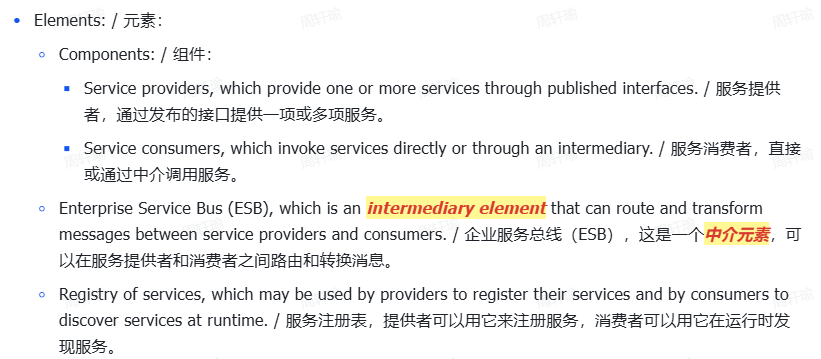 Elements: / 元素：
Components: / 组件：
Service providers, which provide one or more services through published interfaces. / 服务提供
者，通过发布的接口提供一项或多项服务。
Service consumers, which invoke services directly or through an intermediary. / 服务消费者，直接
或通过中介调用服务。
Enterprise Service Bus (ESB), which is an intermediary element that can route and transform
messages between service providers and consumers. / 企业服务总线（ESB），这是一个中介元素，可
以在服务提供者和消费者之间路由和转换消息。
Registry of services, which may be used by providers to register their services and by consumers to
discover services at runtime. / 服务注册表，提供者可以用它来注册服务，消费者可以用它在运行时发
现服务。